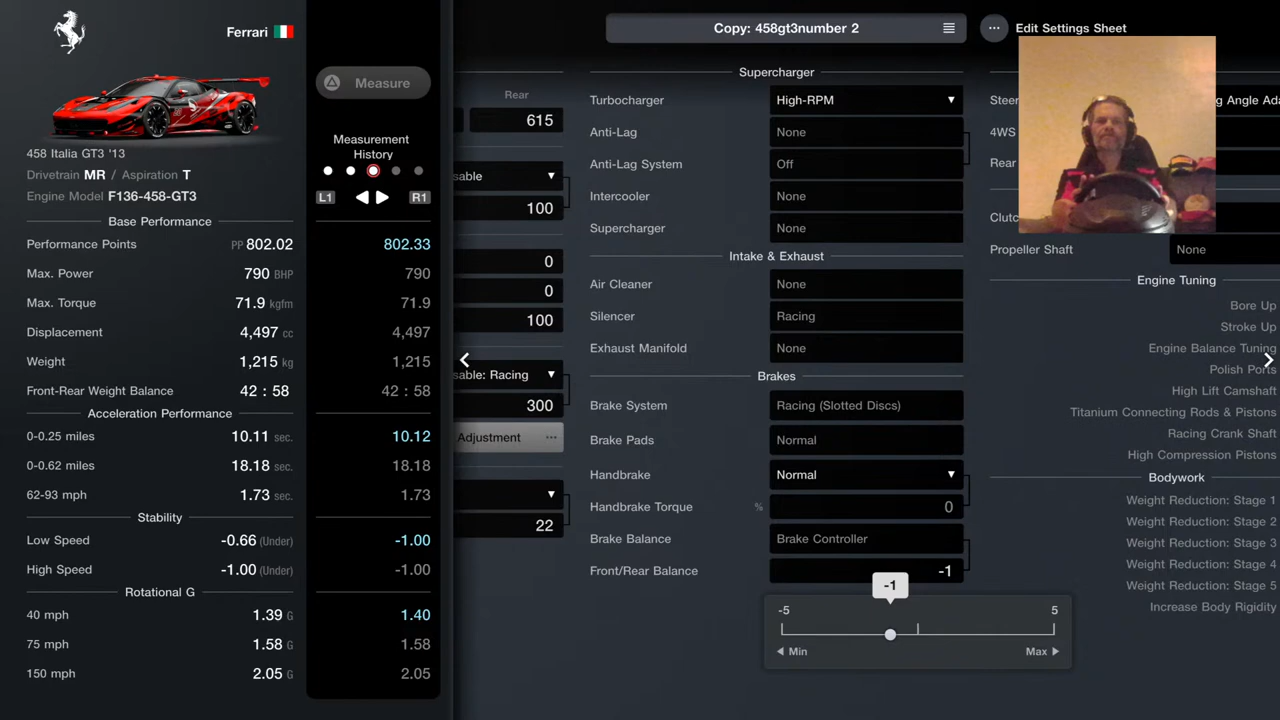 Ferrari
458 Italia GT3 '13
Drivetrain MR / Aspiration T
Engine Model F136-458-GT3
Base Performance
Performance Points PP 802.02
Max. Power 790 BHP
Max. Torque 71.9 kgfm
Displacement 4,497 cc
Weight 1,215 kg
Front-Rear Weight Balance 42 : 58
Acceleration Performance
0-0.25 miles 10.11 sec.
0-0.62 miles 18.18 sec.
62-93 mph 1.73 sec.
Stability
Low Speed -0.66 (Under)
High Speed -1.00 (Under)
Rotational G
40 mph 1.39 G
75 mph 1.58 G
150 mph 2.05 G
Measure
Measurement
History
L1 R1
802.33
790
71.9
4,497
1,215
42 : 58
10.12
18.18
1.73
-1.00
-1.00
1.40
1.58
2.05
Rear
615
sable
100
0
0
100
sable: Racing
300
Adjustment ...
22
Copy: 458gt3number 2
... Edit Settings Sheet
Supercharger
Turbocharger High-RPM
Anti-Lag None
Anti-Lag System Off
Intercooler None
Supercharger None
Intake & Exhaust
Air Cleaner None
Silencer Racing
Exhaust Manifold None
Brakes
Brake System Racing (Slotted Discs)
Brake Pads Normal
Handbrake Normal
Handbrake Torque % 0
Brake Balance Brake Controller
Front/Rear Balance -1
-1
-5 5
Min Max
Steer g Angle Ada
4WS
Rear
Clutc
Propeller Shaft None
Engine Tuning
Bore Up
Stroke Up
Engine Balance Tuning
Polish Ports
High Lift Camshaft
Titanium Connecting Rods & Pistons
Racing Crank Shaft
High Compression Pistons
Bodywork
Weight Reduction: Stage 1
Weight Reduction: Stage 2
Weight Reduction: Stage 3
Weight Reduction: Stage 4
Weight Reduction: Stage 5
Increase Body Rigidity